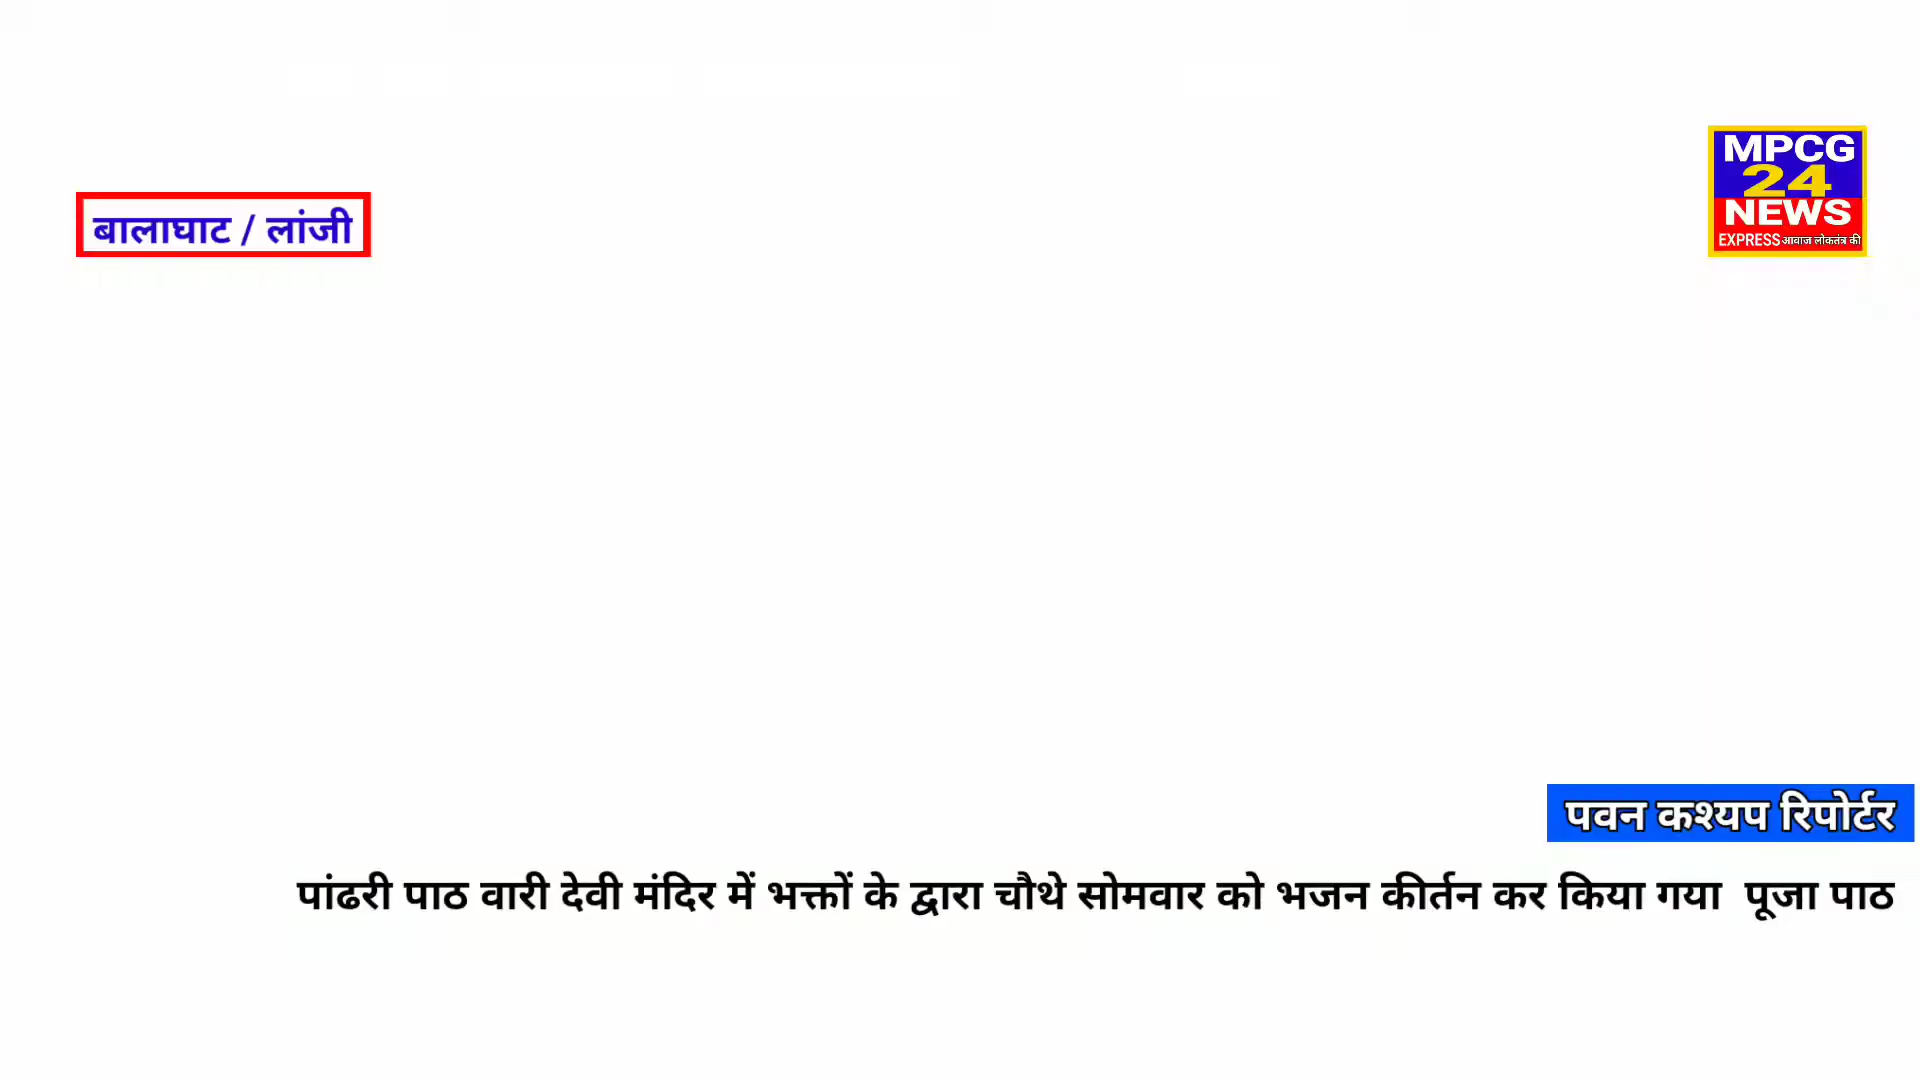 MPCG
24
NEWS
EXPRESS आवाज लोकतंत्र की
बालाघाट / लांजी
पवन कश्यप रिपोर्टर
पांढरी पाठ वारी देवी मंदिर में भक्तों के द्वारा चौथे सोमवार को भजन कीर्तन कर किया गया पूजा पाठ